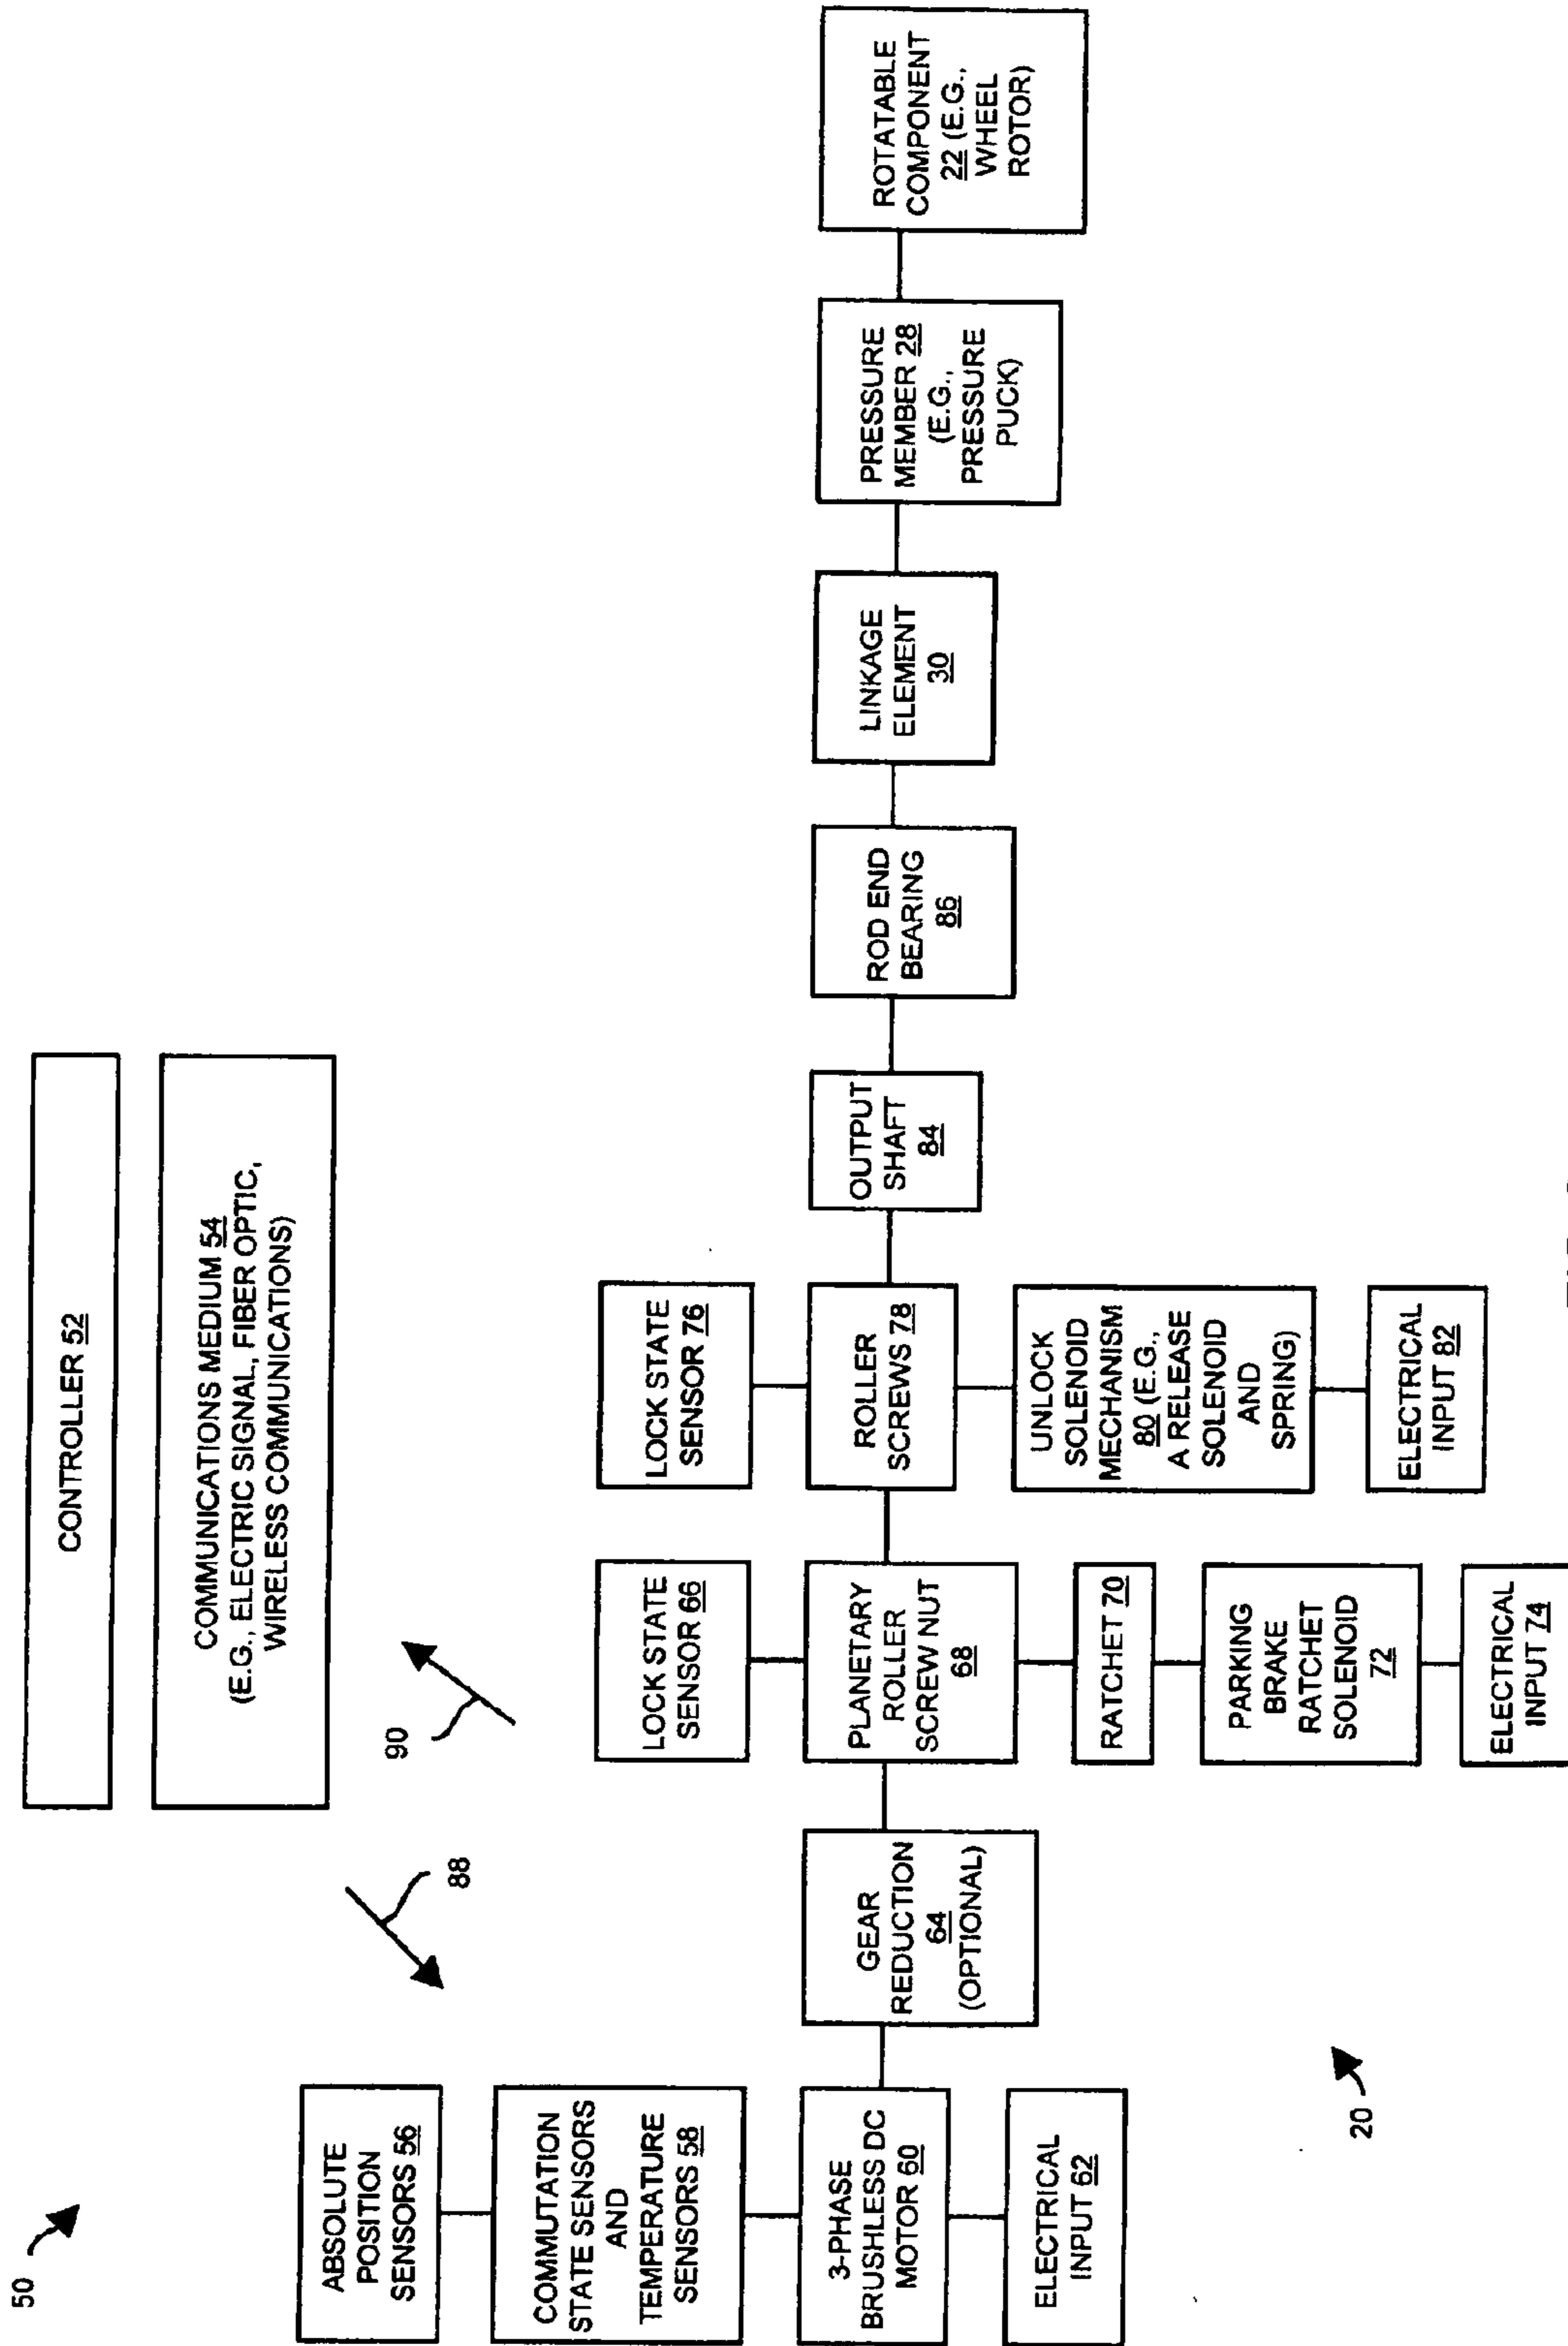 50
CONTROLLER 52
COMMUNICATIONS MEDIUM 54
(E.G., ELECTRIC SIGNAL, FIBER OPTIC,
WIRELESS COMMUNICATIONS)
88
90
ABSOLUTE
POSITION
SENSORS 56
COMMUTATION
STATE SENSORS
AND
TEMPERATURE
SENSORS 58
3-PHASE
BRUSHLESS DC
MOTOR 60
ELECTRICAL
INPUT 62
GEAR
REDUCTION
64
(OPTIONAL)
LOCK STATE
SENSOR 66
PLANETARY
ROLLER
SCREW NUT
68
RATCHET 70
PARKING
BRAKE
RATCHET
SOLENOID
72
ELECTRICAL
INPUT 74
LOCK STATE
SENSOR 76
ROLLER
SCREWS 78
UNLOCK
SOLENOID
MECHANISM
80 (E.G.,
A RELEASE
SOLENOID
AND
SPRING)
ELECTRICAL
INPUT 82
OUTPUT
SHAFT
84
ROD END
BEARING
86
LINKAGE
ELEMENT
30
PRESSURE
MEMBER 28
(E.G.,
PRESSURE
PUCK)
ROTATABLE
COMPONENT
22 (E.G.,
WHEEL
ROTOR)
20